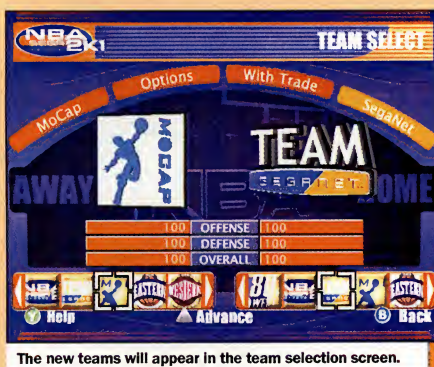 NBA 2K1
TEAM SELECT
MoCap
Options
With Trade
SegaNet
MOCAP
TEAM
SEGANET
AWAY
NBA
HOME
100 OFFENSE 100
100 DEFENSE 100
100 OVERALL 100
EASTERN
WESTERN
EASTERN
Y Help
Advance
B Back
The new teams will appear in the team selection screen.